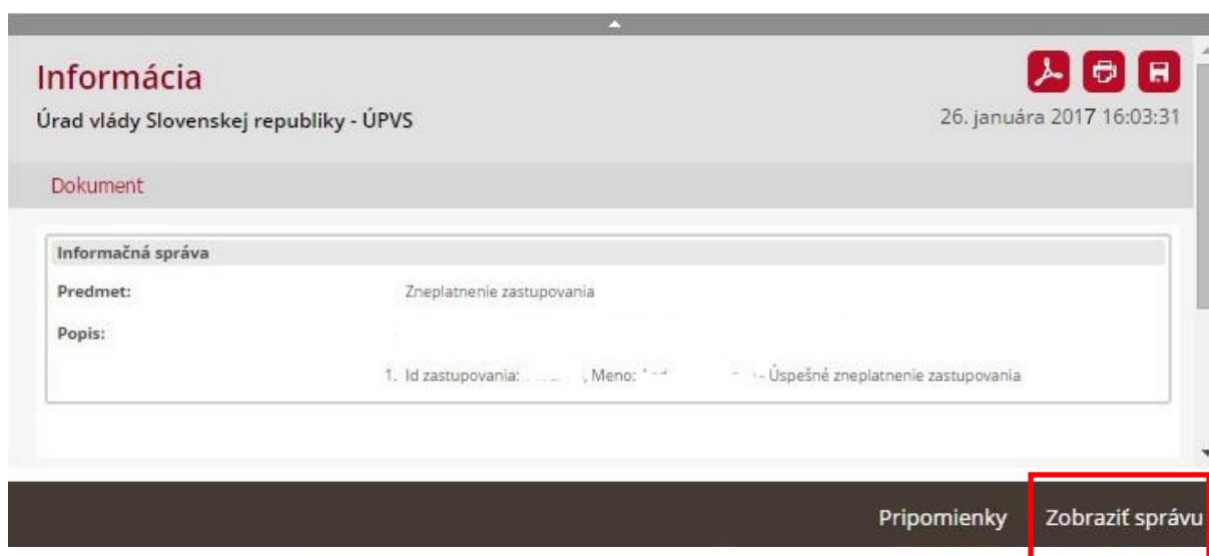 Informácia
Úrad vlády Slovenskej republiky - ÚPVS
26. januára 2017 16:03:31
Dokument
Informačná správa
Predmet: Zneplatnenie zastupovania
Popis:
1. Id zastupovania: , Meno: - Úspešné zneplatnenie zastupovania
Pripomienky Zobraziť správu